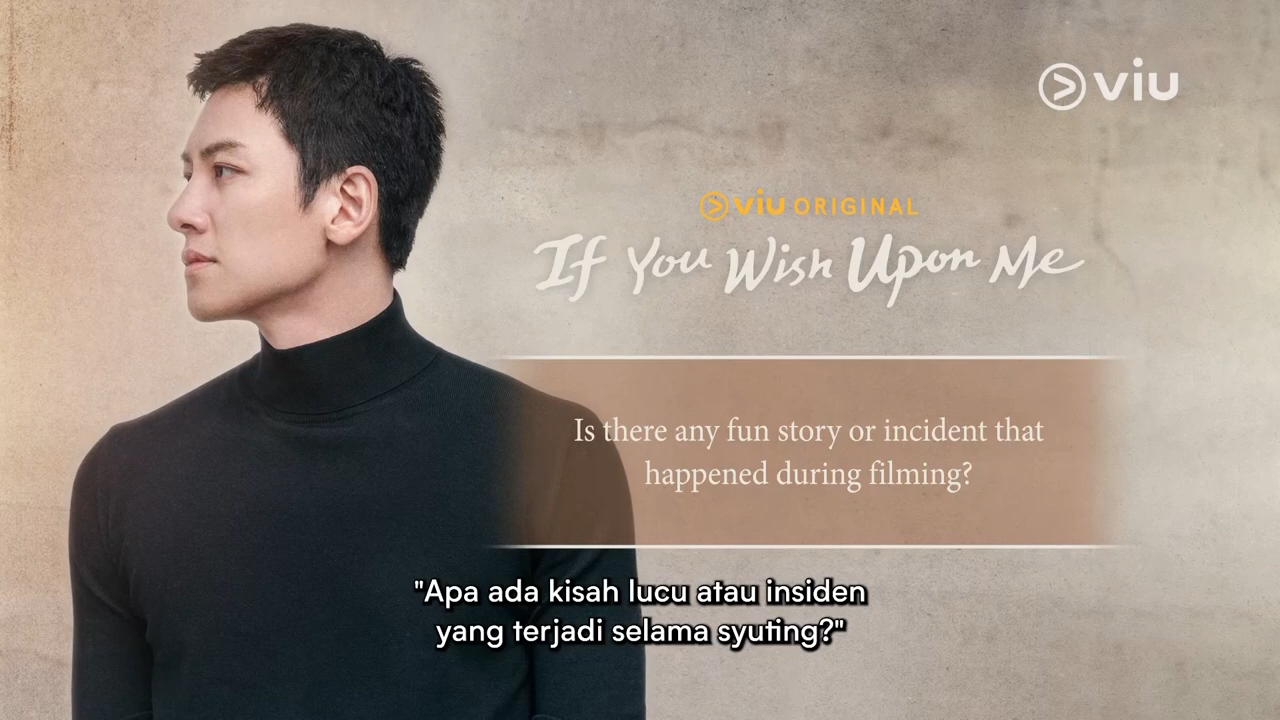 viu
viu ORIGINAL
If You Wish Upon Me
Is there any fun story or incident that
happened during filming?
"Apa ada kisah lucu atau insiden
yang terjadi selama syuting?"